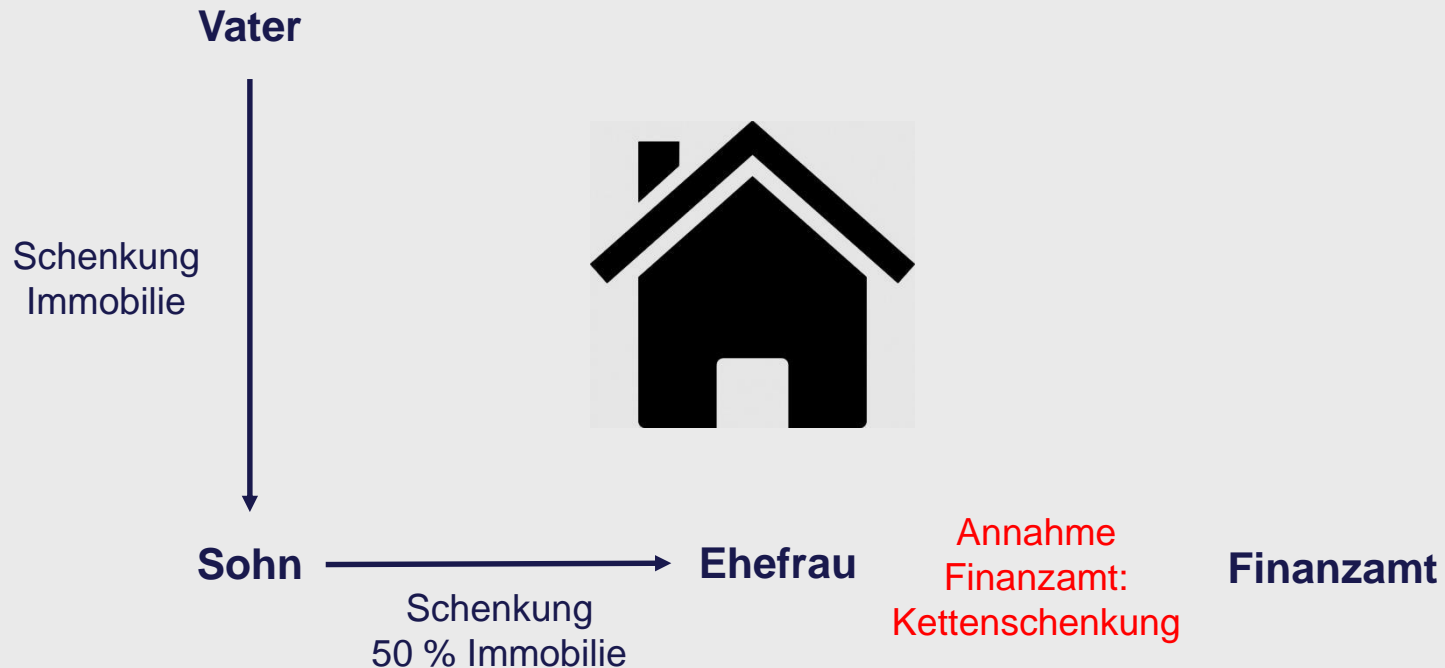 Vater
Schenkung
Immobilie
Sohn
Schenkung
50 % Immobilie
Ehefrau
Annahme
Finanzamt:
Kettenschenkung
Finanzamt